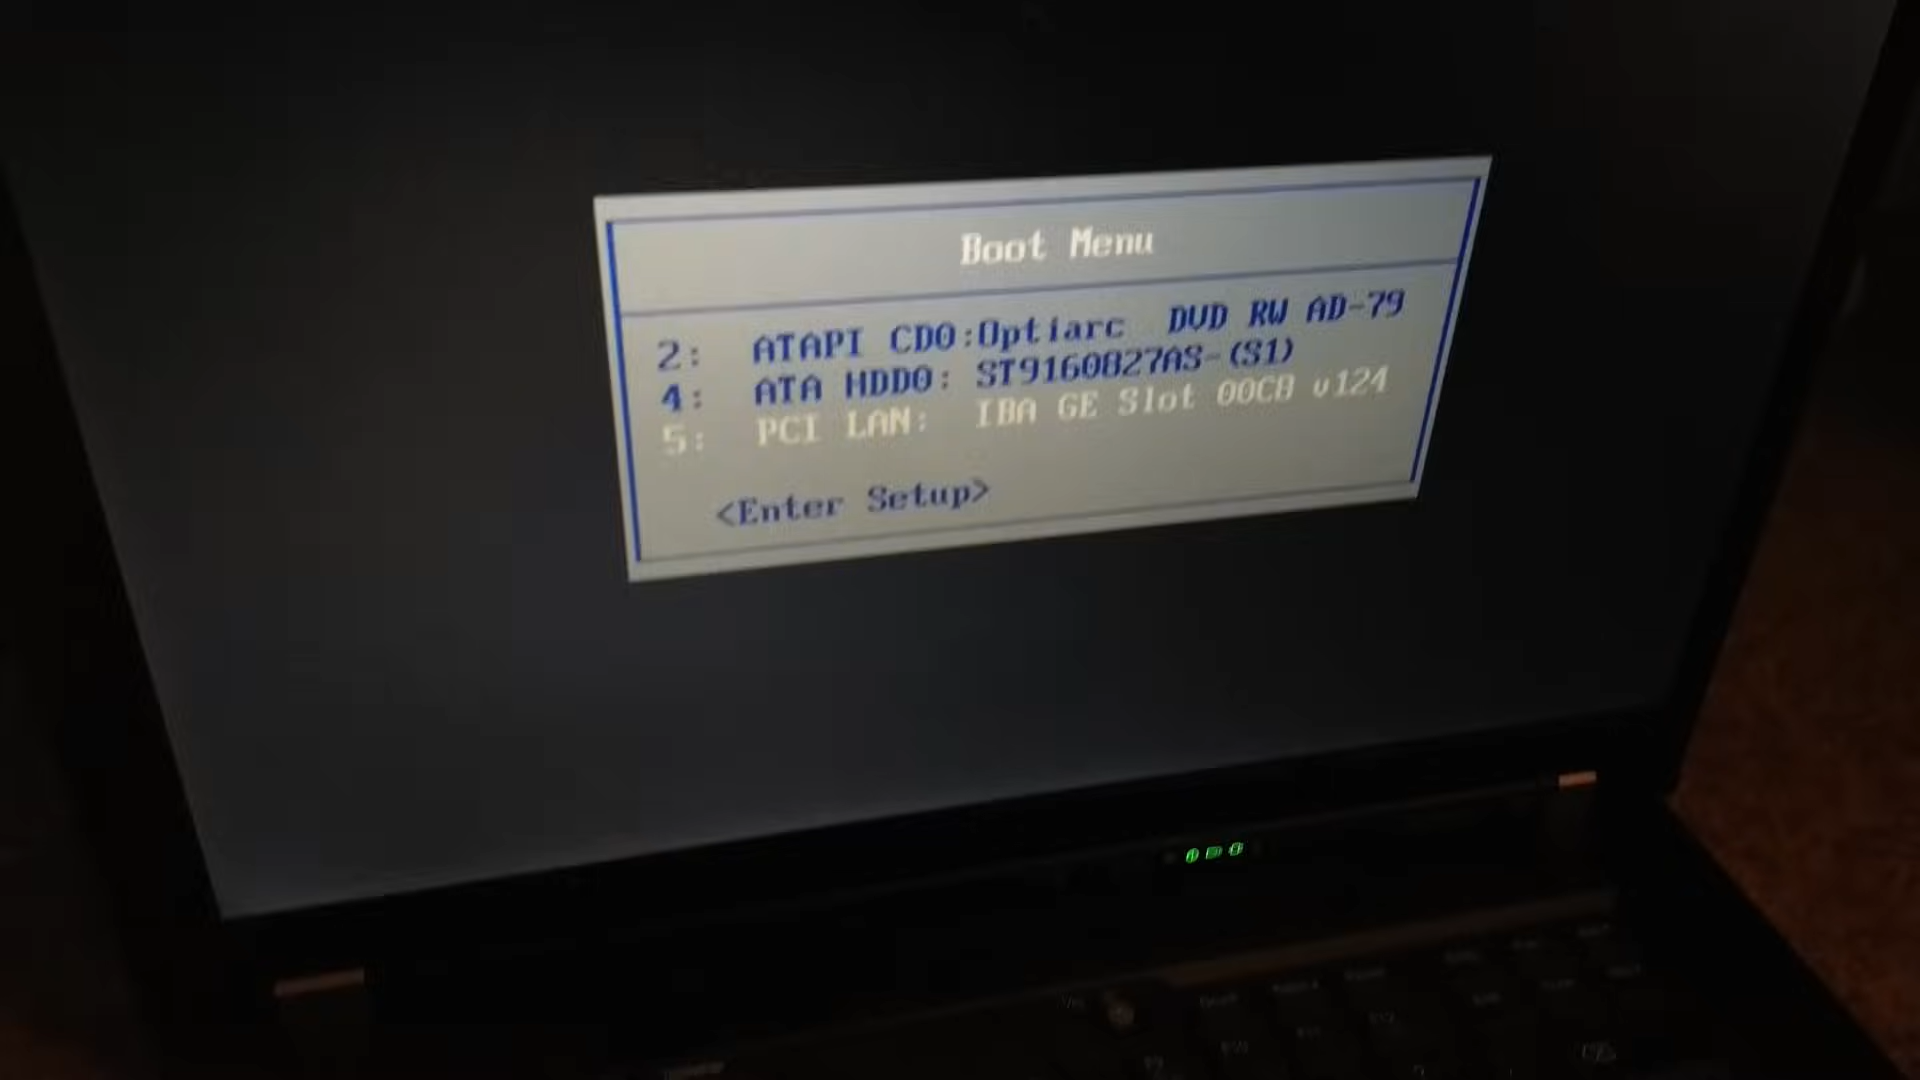 Boot Menu
2: ATAPI CD0:Optiarc DVD RW AD-79
4: ATA HDD0: ST9160827AS-(S1)
5: PCI LAN: IBA GE Slot 00C8 v124
<Enter Setup>